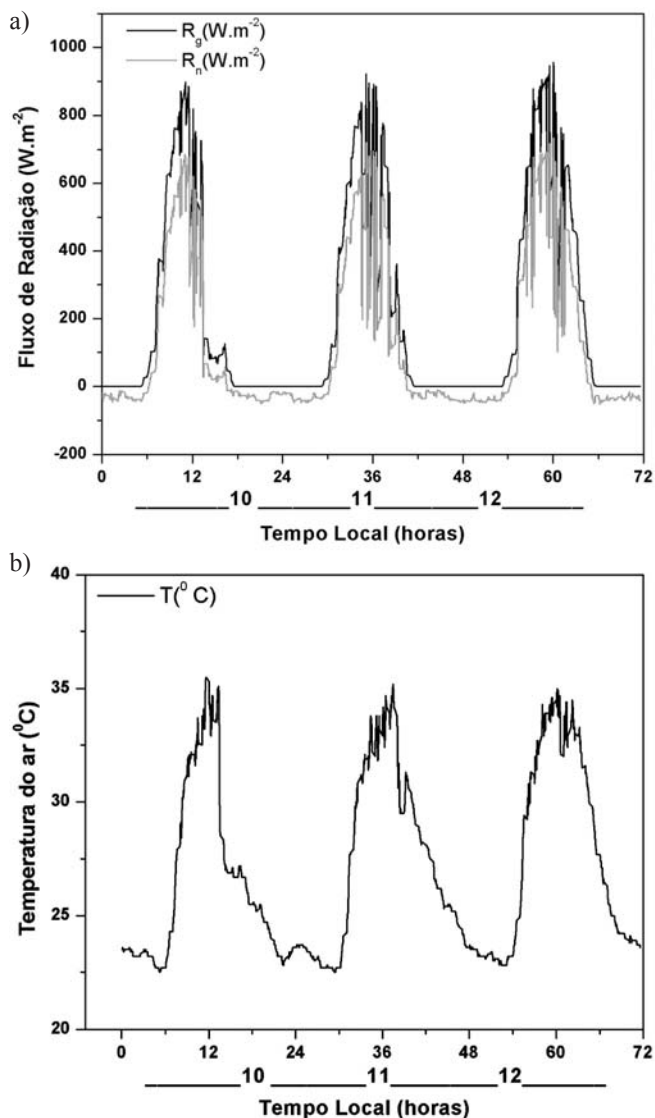 a)
R_g(W.m⁻²)
R_n(W.m⁻²)
1000
800
600
400
200
0
-200
Fluxo de Radiação (W.m⁻²)
0 12 24 36 48 60 72
10 11 12
Tempo Local (horas)
b)
T(⁰ C)
40
35
30
25
20
Temperatura do ar (⁰C)
0 12 24 36 48 60 72
10 11 12
Tempo Local (horas)